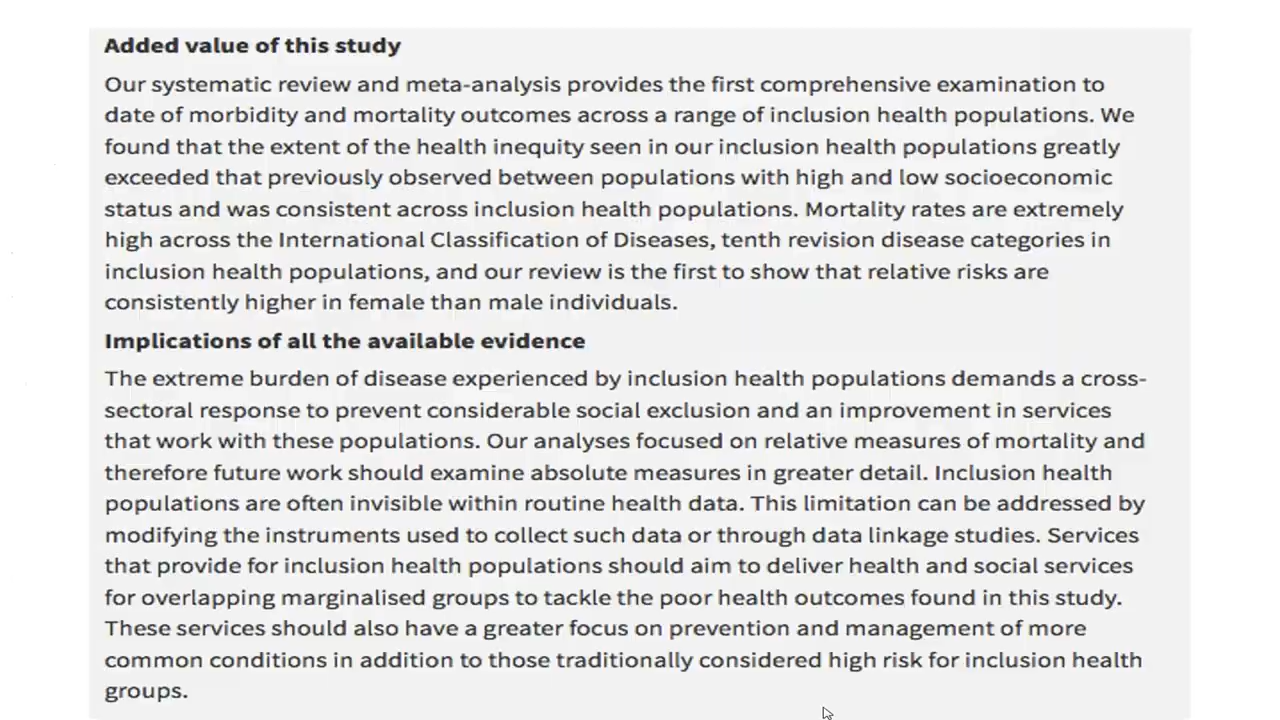 Added value of this study
Our systematic review and meta-analysis provides the first comprehensive examination to
date of morbidity and mortality outcomes across a range of inclusion health populations. We
found that the extent of the health inequity seen in our inclusion health populations greatly
exceeded that previously observed between populations with high and low socioeconomic
status and was consistent across inclusion health populations. Mortality rates are extremely
high across the International Classification of Diseases, tenth revision disease categories in
inclusion health populations, and our review is the first to show that relative risks are
consistently higher in female than male individuals.
Implications of all the available evidence
The extreme burden of disease experienced by inclusion health populations demands a cross-
sectoral response to prevent considerable social exclusion and an improvement in services
that work with these populations. Our analyses focused on relative measures of mortality and
therefore future work should examine absolute measures in greater detail. Inclusion health
populations are often invisible within routine health data. This limitation can be addressed by
modifying the instruments used to collect such data or through data linkage studies. Services
that provide for inclusion health populations should aim to deliver health and social services
for overlapping marginalised groups to tackle the poor health outcomes found in this study.
These services should also have a greater focus on prevention and management of more
common conditions in addition to those traditionally considered high risk for inclusion health
groups.